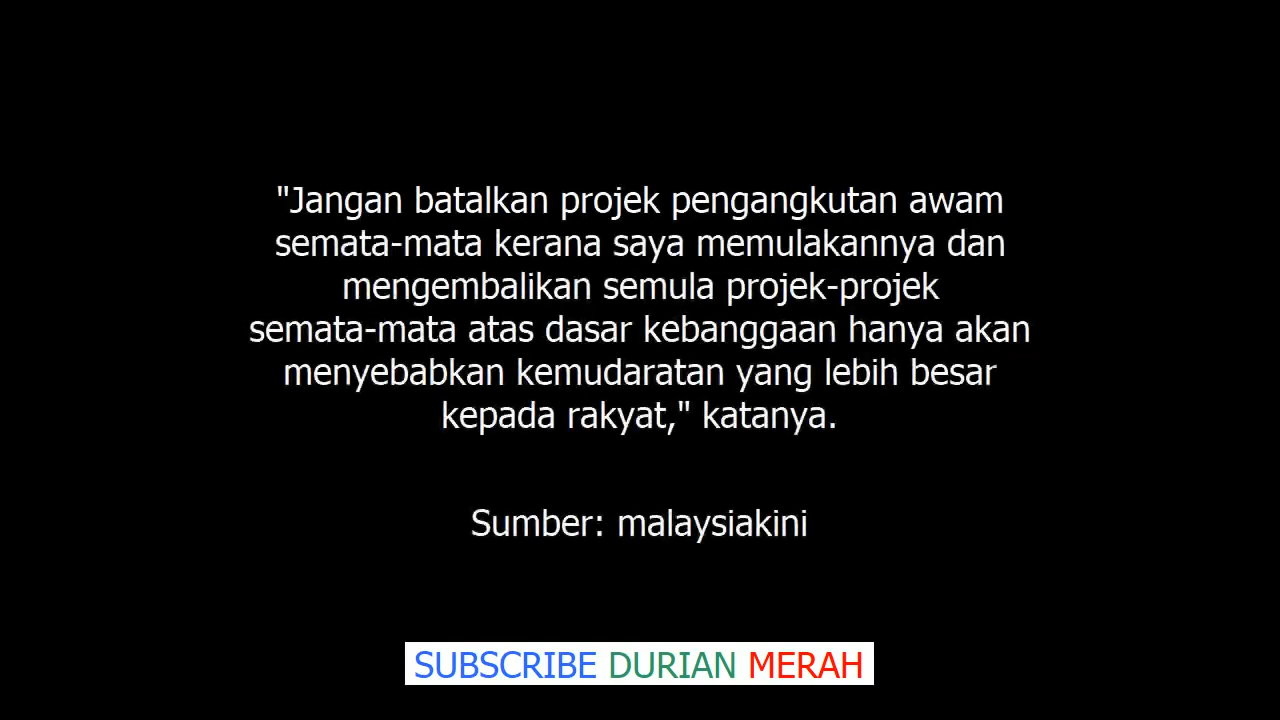 "Jangan batalkan projek pengangkutan awam
semata-mata kerana saya memulakannya dan
mengembalikan semula projek-projek
semata-mata atas dasar kebanggaan hanya akan
menyebabkan kemudaratan yang lebih besar
kepada rakyat," katanya.
Sumber: malaysiakini
SUBSCRIBE DURIAN MERAH